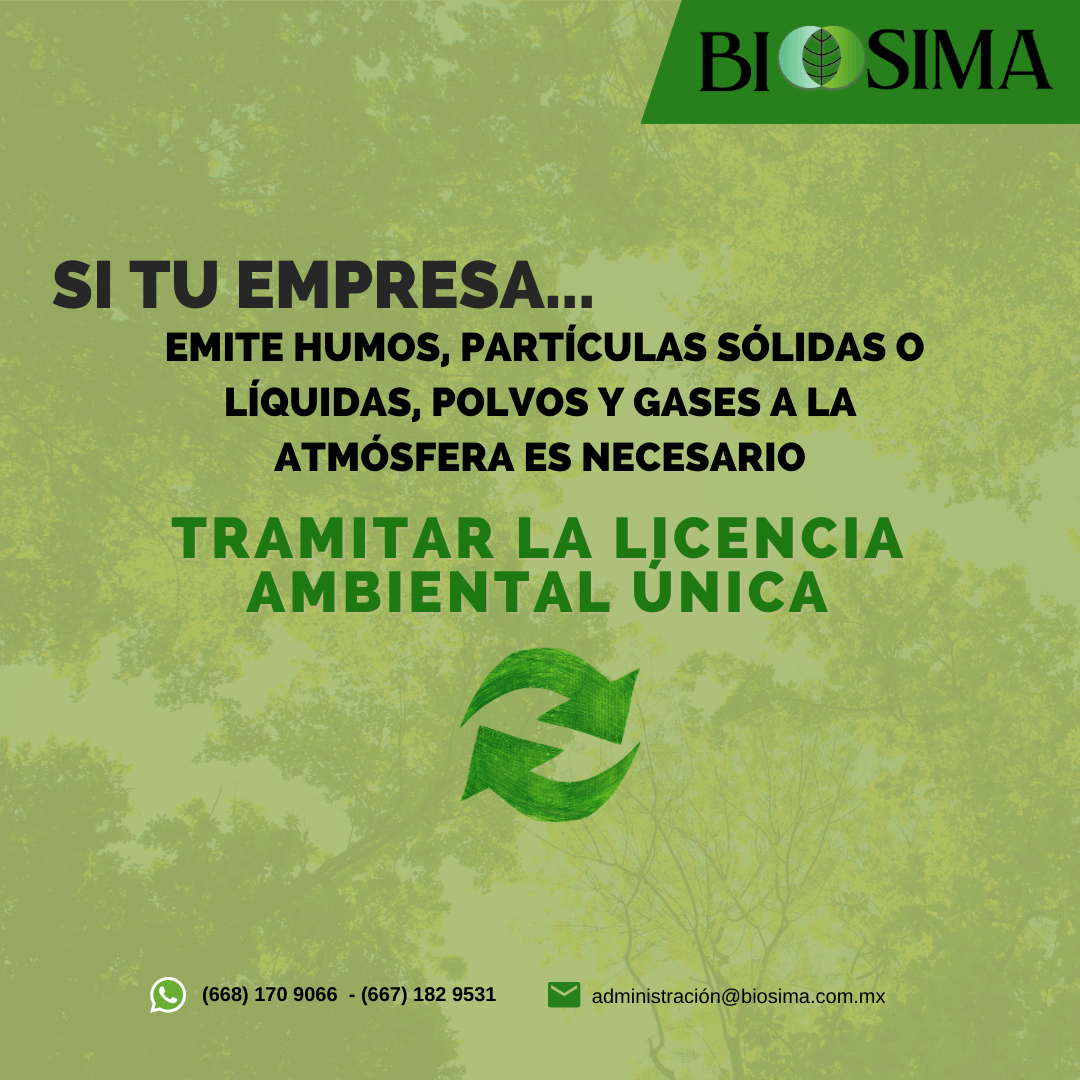 BIOSIMA
SI TU EMPRESA...
EMITE HUMOS, PARTÍCULAS SÓLIDAS O
LÍQUIDAS, POLVOS Y GASES A LA
ATMÓSFERA ES NECESARIO
TRAMITAR LA LICENCIA
AMBIENTAL ÚNICA
(668) 170 9066 - (667) 182 9531
administración@biosima.com.mx